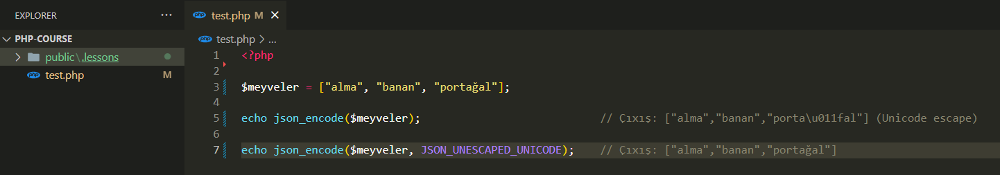 EXPLORER ...
PHP-COURSE
public\.lessons
test.php M
php test.php M
php test.php > ...
1 <?php
2
3 $meyveler = ["alma", "banan", "portağal"];
4
5 echo json_encode($meyveler); // Çıxış: ["alma","banan","porta\u011fal"] (Unicode escape)
6
7 echo json_encode($meyveler, JSON_UNESCAPED_UNICODE); // Çıxış: ["alma","banan","portağal"]